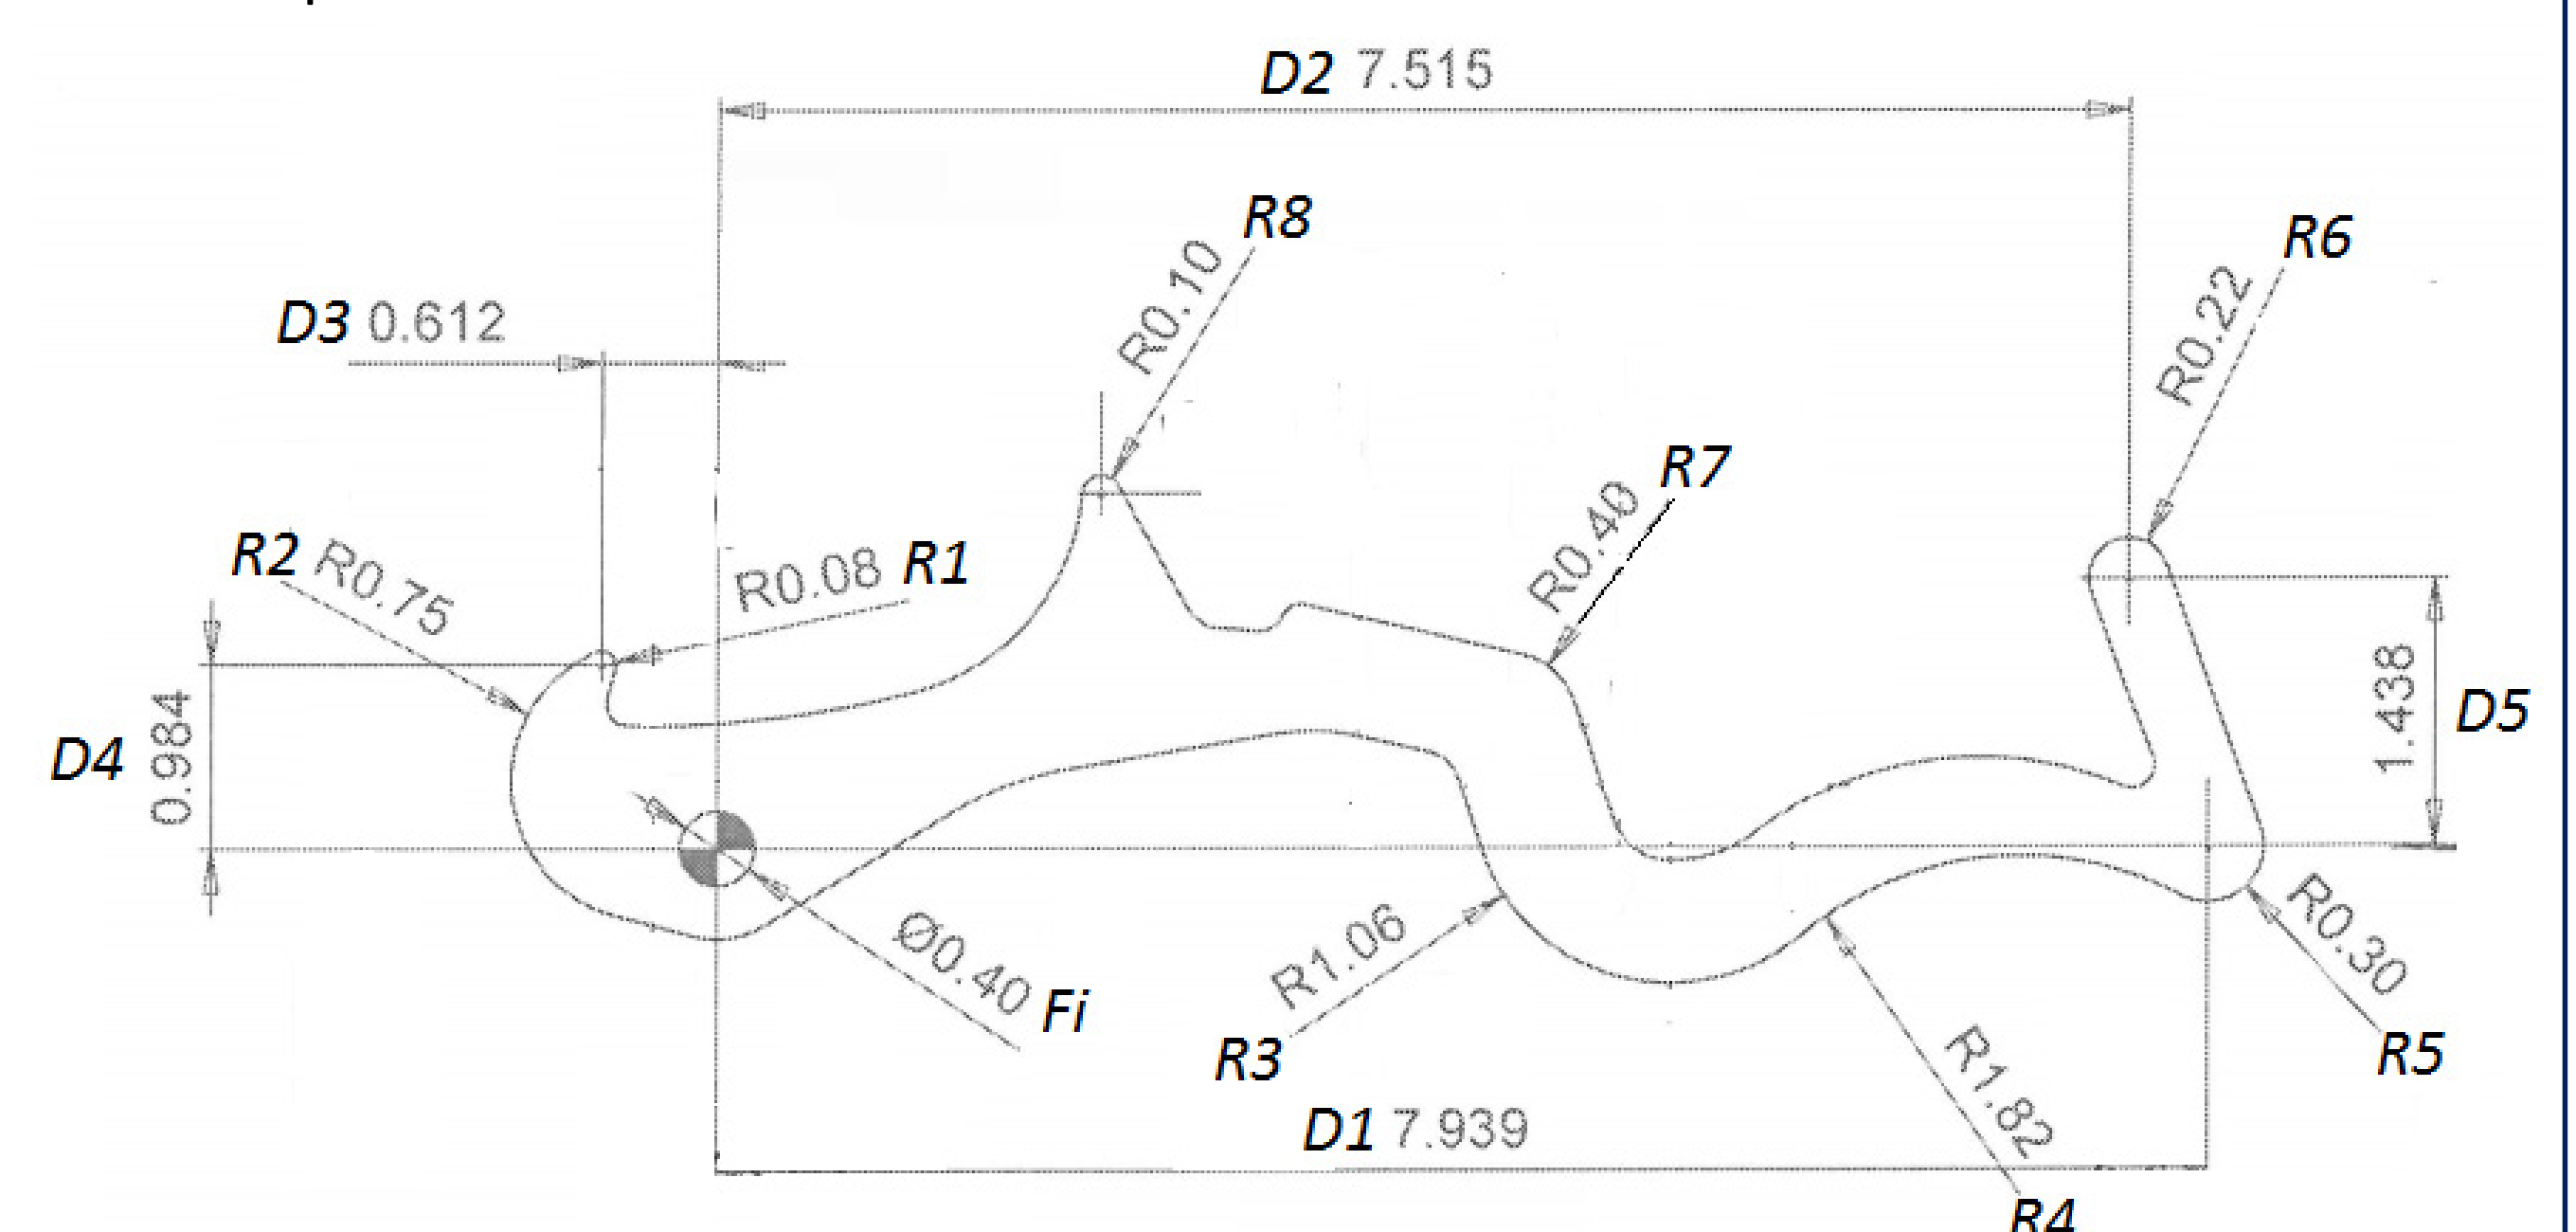 D2 7.515
R8
R6
R0.10
R0.22
D3 0.612
R7
R0.40
R2 R0.75
R0.08 R1
D4 0.984
1.438 D5
Ø0.40 Fi
R1.06
R3
R0.30
R5
R1.82
R4
D1 7.939